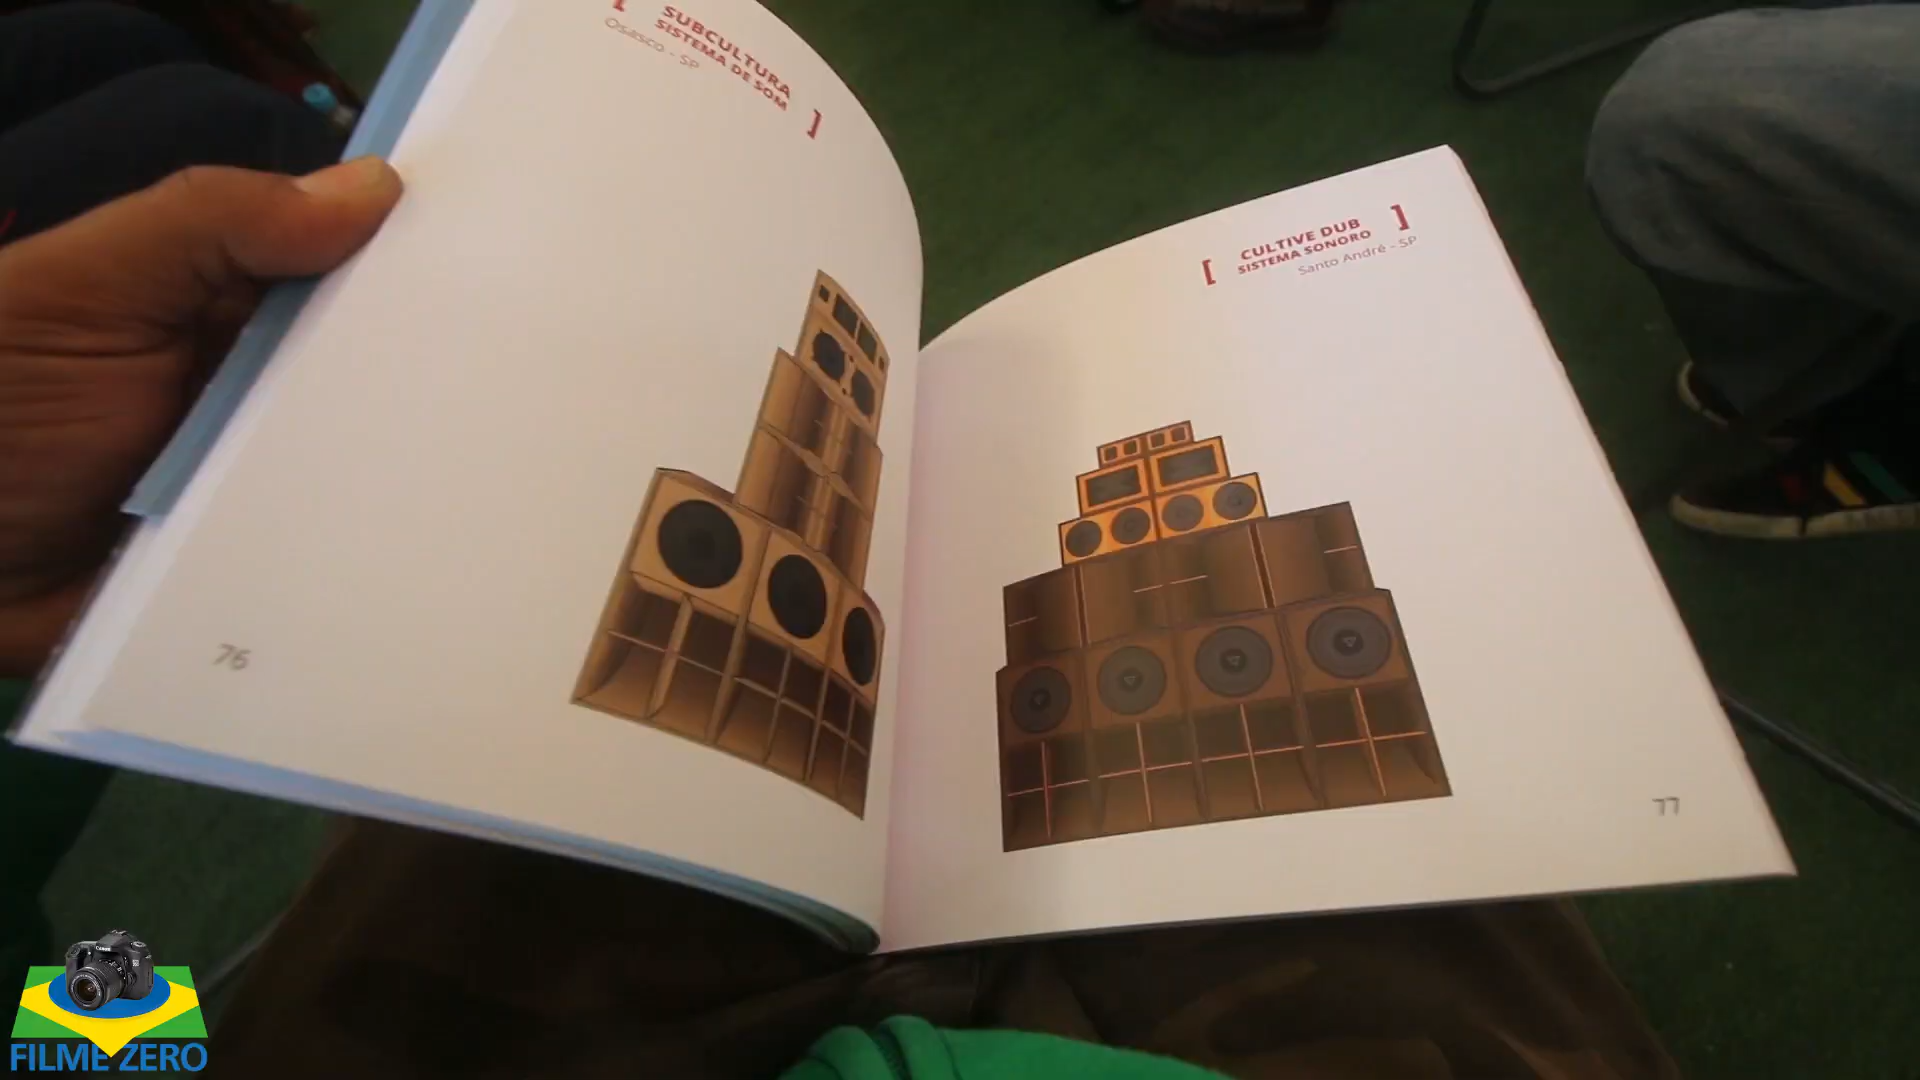 [ SUBCULTURA
SISTEMA DE SOM ]
Osasco - SP
76
[ CULTIVE DUB
SISTEMA SONORO ]
Santo André - SP
77
FILME ZERO